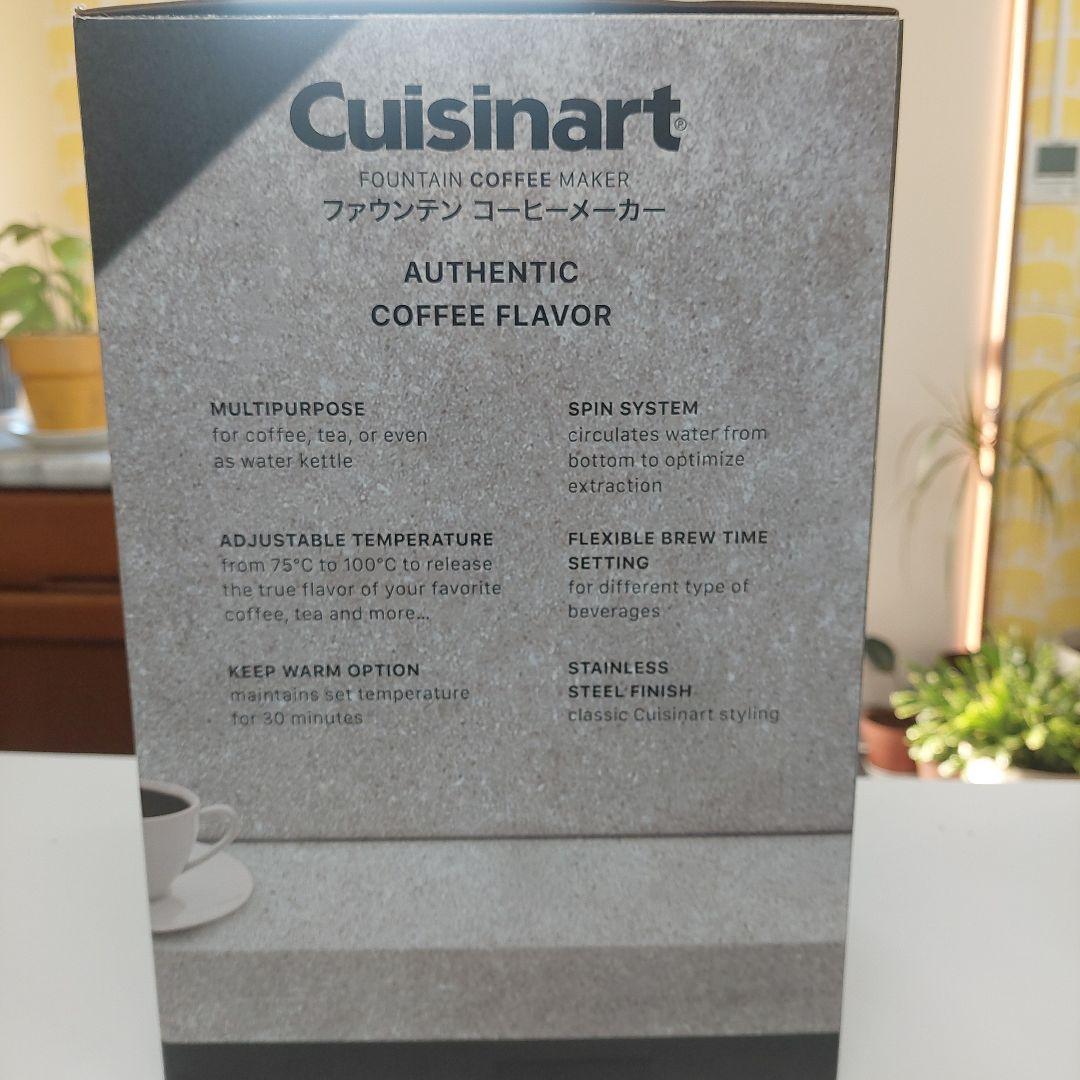 Cuisinart®
FOUNTAIN COFFEE MAKER
ファウンテン コーヒーメーカー
AUTHENTIC
COFFEE FLAVOR
MULTIPURPOSE
for coffee, tea, or even
as water kettle
SPIN SYSTEM
circulates water from
bottom to optimize
extraction
ADJUSTABLE TEMPERATURE
from 75°C to 100°C to release
the true flavor of your favorite
coffee, tea and more...
FLEXIBLE BREW TIME
SETTING
for different type of
beverages
KEEP WARM OPTION
maintains set temperature
for 30 minutes
STAINLESS
STEEL FINISH
classic Cuisinart styling